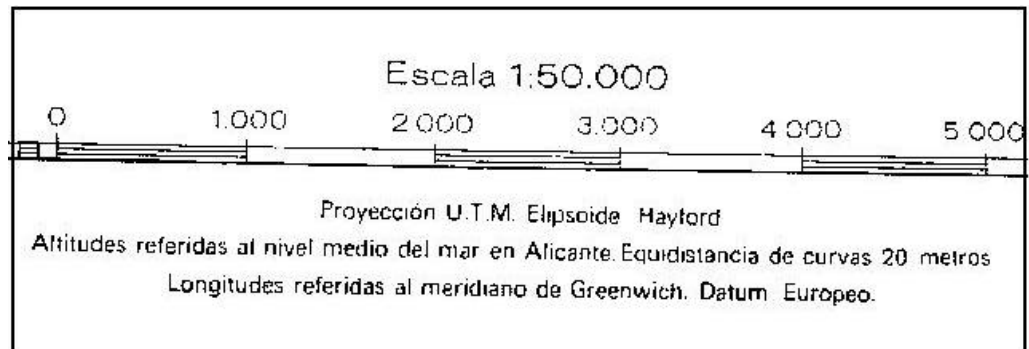 Escala 1:50.000
0 1.000 2 000 3.000 4 000 5 000
Proyección U.T.M. Elipsoide Hayford
Altitudes referidas al nivel medio del mar en Alicante. Equidistancia de curvas 20 metros
Longitudes referidas al meridiano de Greenwich. Datum Europeo.